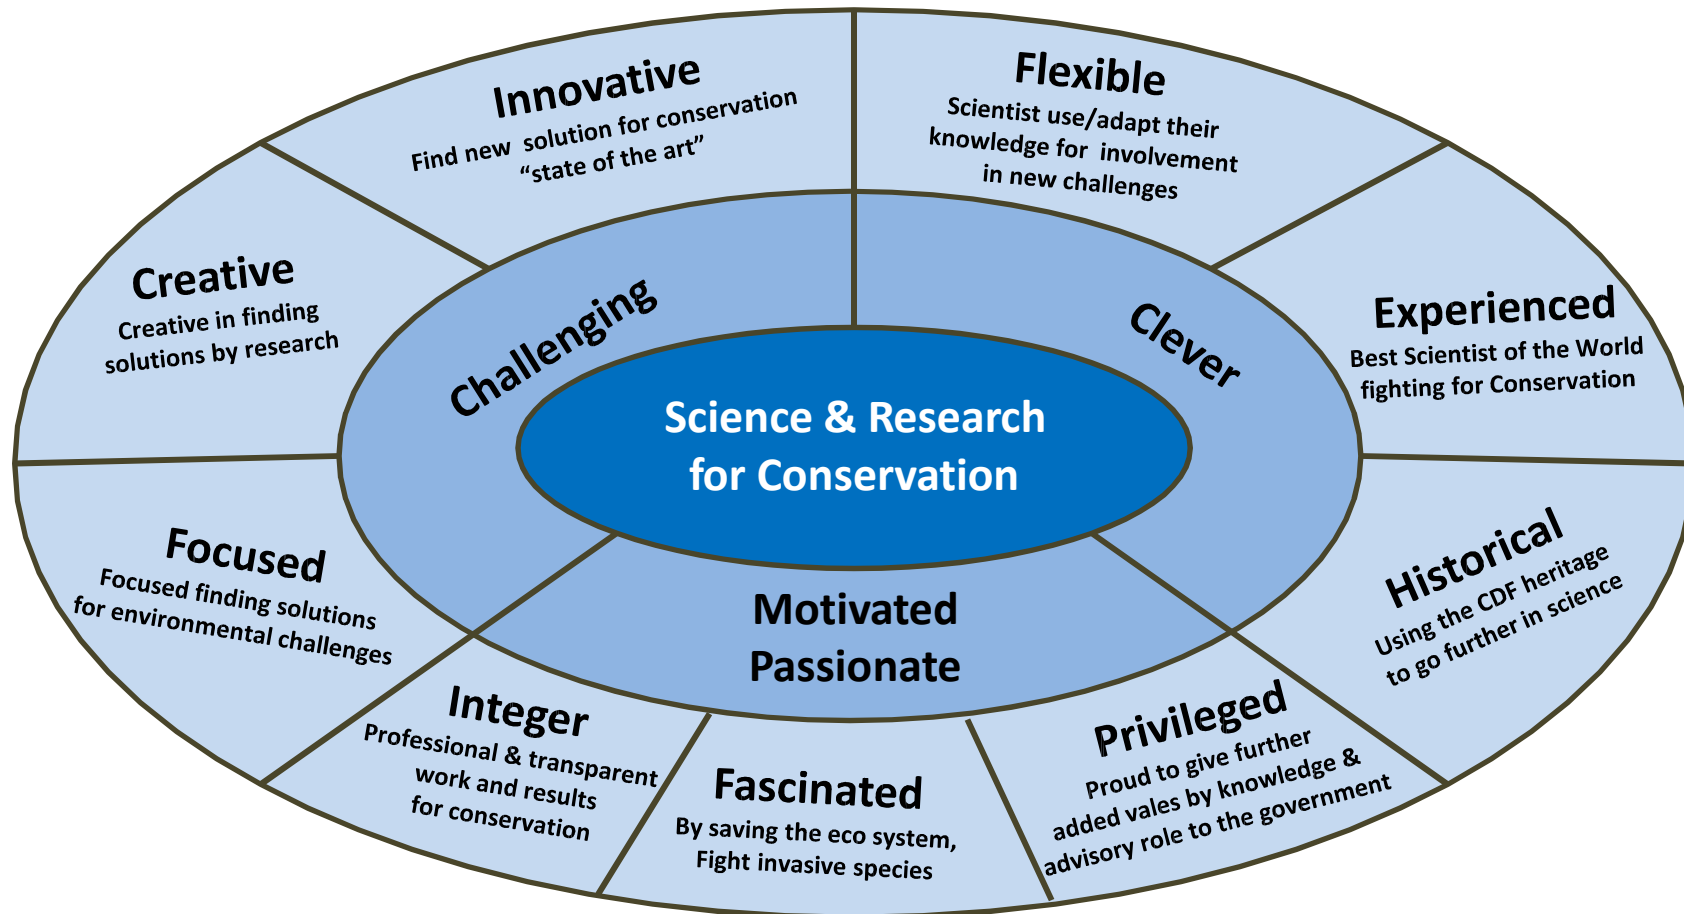 Innovative
Find new solution for conservation
“state of the art”
Flexible
Scientist use/adapt their
knowledge for involvement
in new challenges
Creative
Creative in finding
solutions by research
Challenging
Clever
Experienced
Best Scientist of the World
fighting for Conservation
Science & Research
for Conservation
Focused
Focused finding solutions
for environmental challenges
Motivated
Passionate
Historical
Using the CDF heritage
to go further in science
Integer
Professional & transparent
work and results
for conservation
Fascinated
By saving the eco system,
Fight invasive species
Privileged
Proud to give further
added vales by knowledge &
advisory role to the government